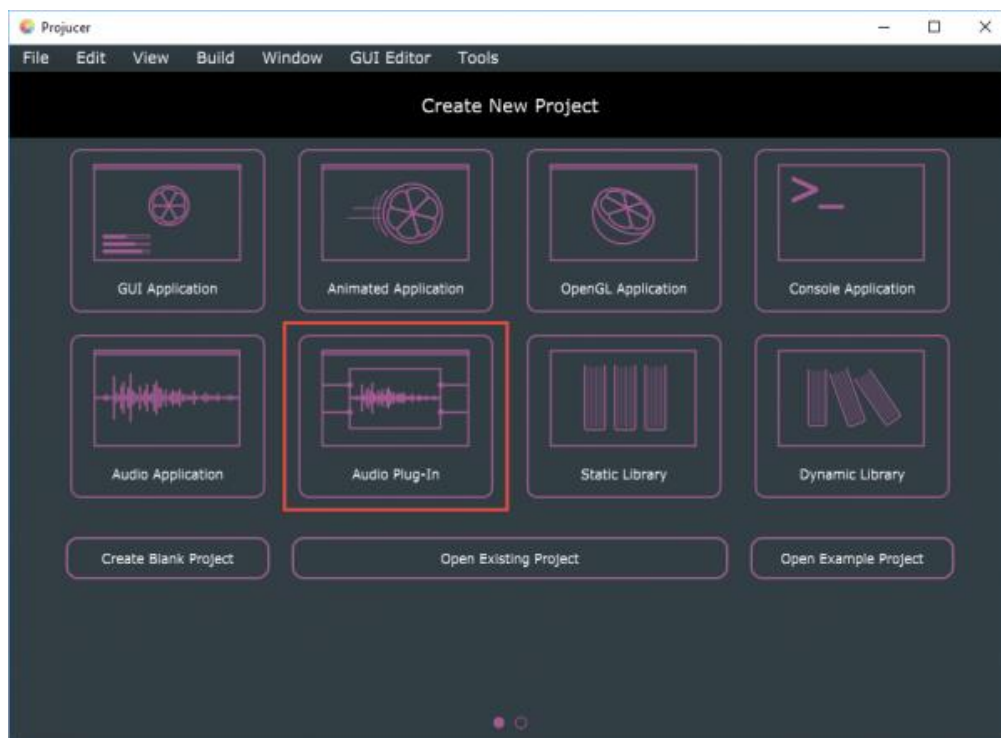 Projucer
File Edit View Build Window GUI Editor Tools
Create New Project
>_
GUI Application Animated Application OpenGL Application Console Application
Audio Application Audio Plug-In Static Library Dynamic Library
Create Blank Project Open Existing Project Open Example Project